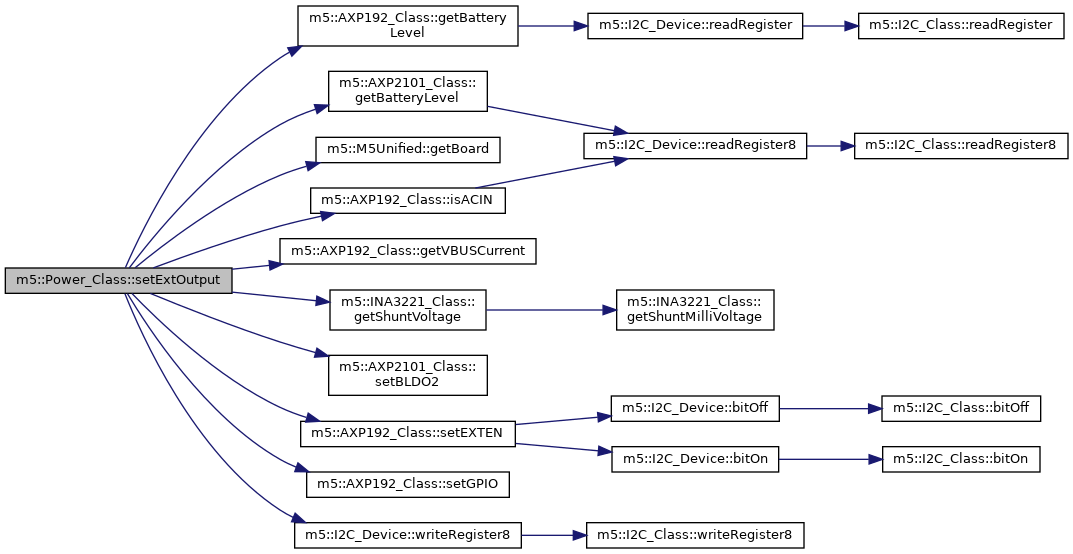 m5::AXP192_Class::getBattery
Level
m5::I2C_Device::readRegister
m5::I2C_Class::readRegister
m5::AXP2101_Class::
getBatteryLevel
m5::I2C_Device::readRegister8
m5::I2C_Class::readRegister8
m5::M5Unified::getBoard
m5::AXP192_Class::isACIN
m5::AXP192_Class::getVBUSCurrent
m5::Power_Class::setExtOutput
m5::INA3221_Class::
getShuntVoltage
m5::INA3221_Class::
getShuntMilliVoltage
m5::AXP2101_Class::
setBLDO2
m5::AXP192_Class::setEXTEN
m5::I2C_Device::bitOff
m5::I2C_Class::bitOff
m5::I2C_Device::bitOn
m5::I2C_Class::bitOn
m5::AXP192_Class::setGPIO
m5::I2C_Device::writeRegister8
m5::I2C_Class::writeRegister8